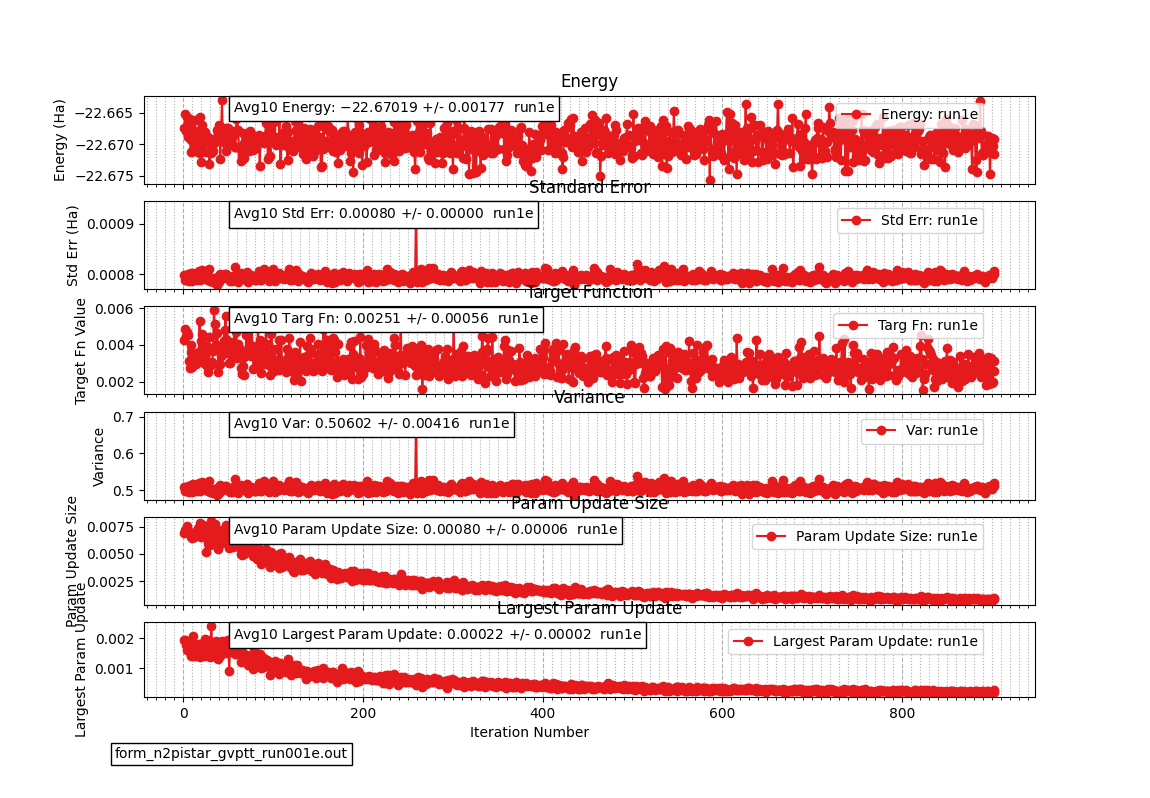 Energy
Energy (Ha)
−22.665
−22.670
−22.675
Avg10 Energy: −22.67019 +/- 0.00177 run1e
Energy: run1e
Standard Error
Std Err (Ha)
0.0009
0.0008
Avg10 Std Err: 0.00080 +/- 0.00000 run1e
Std Err: run1e
Target Function
Target Fn Value
0.006
0.004
0.002
Avg10 Targ Fn: 0.00251 +/- 0.00056 run1e
Targ Fn: run1e
Variance
Variance
0.7
0.6
0.5
Avg10 Var: 0.50602 +/- 0.00416 run1e
Var: run1e
Param Update Size
Param Update Size
0.0075
0.0050
0.0025
Avg10 Param Update Size: 0.00080 +/- 0.00006 run1e
Param Update Size: run1e
Largest Param Update
Largest Param Update
0.002
0.001
Avg10 Largest Param Update: 0.00022 +/- 0.00002 run1e
Largest Param Update: run1e
0 200 400 600 800
Iteration Number
form_n2pistar_gvptt_run001e.out